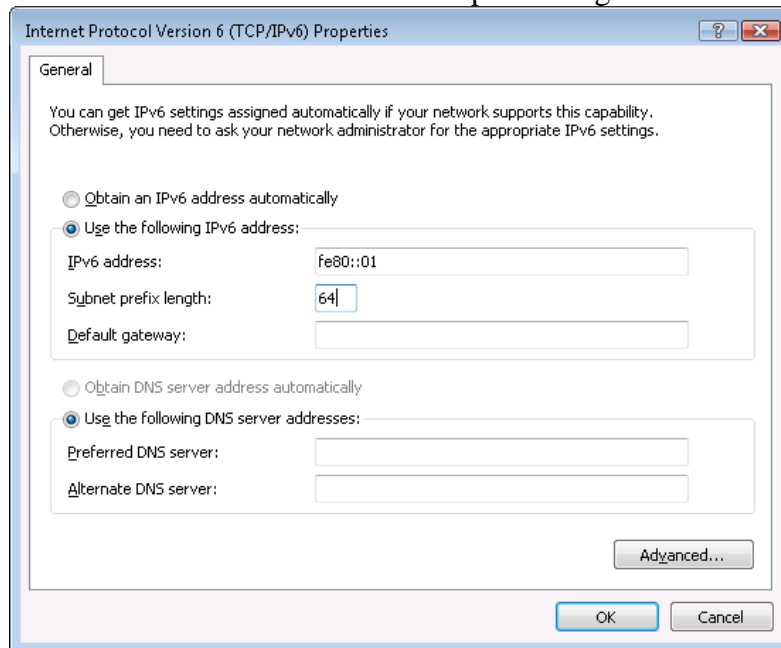 Internet Protocol Version 6 (TCP/IPv6) Properties
General
You can get IPv6 settings assigned automatically if your network supports this capability.
Otherwise, you need to ask your network administrator for the appropriate IPv6 settings.
Obtain an IPv6 address automatically
Use the following IPv6 address:
IPv6 address: fe80::01
Subnet prefix length: 64
Default gateway:
Obtain DNS server address automatically
Use the following DNS server addresses:
Preferred DNS server:
Alternate DNS server:
Advanced...
OK Cancel